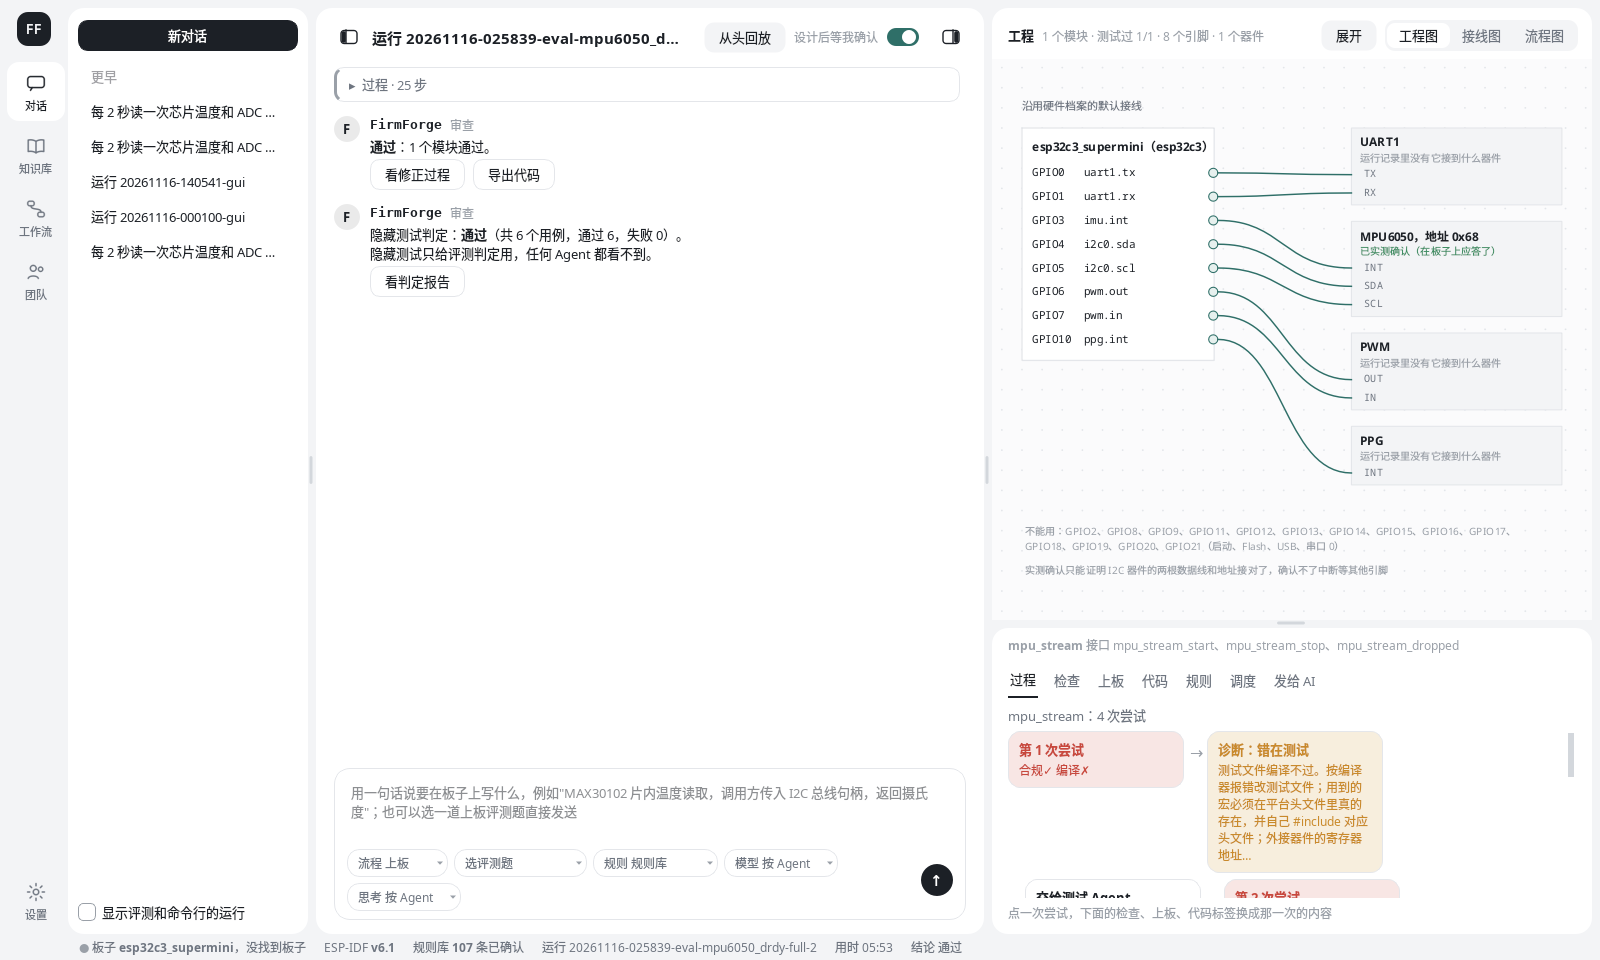 FF
对话
知识库
工作流
团队
设置
新对话
更早
每 2 秒读一次芯片温度和 ADC ...
每 2 秒读一次芯片温度和 ADC ...
运行 20261116-140541-gui
运行 20261116-000100-gui
每 2 秒读一次芯片温度和 ADC ...
显示评测和命令行的运行
运行 20261116-025839-eval-mpu6050_d...
从头回放
设计后等我确认
▸ 过程 · 25 步
F
FirmForge 审查
通过：1 个模块通过。
看修正过程
导出代码
F
FirmForge 审查
隐藏测试判定：通过（共 6 个用例，通过 6，失败 0）。
隐藏测试只给评测判定用，任何 Agent 都看不到。
看判定报告
用一句话说要在板子上写什么，例如"MAX30102 片内温度读取，调用方传入 I2C 总线句柄，返回摄氏
度"；也可以选一道上板评测题直接发送
流程 上板
选评测题
规则 规则库
模型 按 Agent
思考 按 Agent
↑
工程 1 个模块 · 测试过 1/1 · 8 个引脚 · 1 个器件
展开
工程图
接线图
流程图
沿用硬件档案的默认接线
esp32c3_supermini（esp32c3）
GPIO0 uart1.tx
GPIO1 uart1.rx
GPIO3 imu.int
GPIO4 i2c0.sda
GPIO5 i2c0.scl
GPIO6 pwm.out
GPIO7 pwm.in
GPIO10 ppg.int
UART1
运行记录里没有它接到什么器件
TX
RX
MPU6050，地址 0x68
已实测确认（在板子上应答了）
INT
SDA
SCL
PWM
运行记录里没有它接到什么器件
OUT
IN
PPG
运行记录里没有它接到什么器件
INT
不能用：GPIO2、GPIO8、GPIO9、GPIO11、GPIO12、GPIO13、GPIO14、GPIO15、GPIO16、GPIO17、
GPIO18、GPIO19、GPIO20、GPIO21（启动、Flash、USB、串口 0）
实测确认只能证明 I2C 器件的两根数据线和地址接对了，确认不了中断等其他引脚
mpu_stream 接口 mpu_stream_start、mpu_stream_stop、mpu_stream_dropped
过程
检查
上板
代码
规则
调度
发给 AI
mpu_stream：4 次尝试
第 1 次尝试
合规✓ 编译✗
→
诊断：错在测试
测试文件编译不过。按编译
器报错改测试文件；用到的
宏必须在平台头文件里真的
存在，并自己 #include 对应
头文件；外接器件的寄存器
地址...
交给测试 Agent
第 2 次尝试
点一次尝试，下面的检查、上板、代码标签换成那一次的内容
板子 esp32c3_supermini，没找到板子
ESP-IDF v6.1
规则库 107 条已确认
运行 20261116-025839-eval-mpu6050_drdy-full-2
用时 05:53
结论 通过